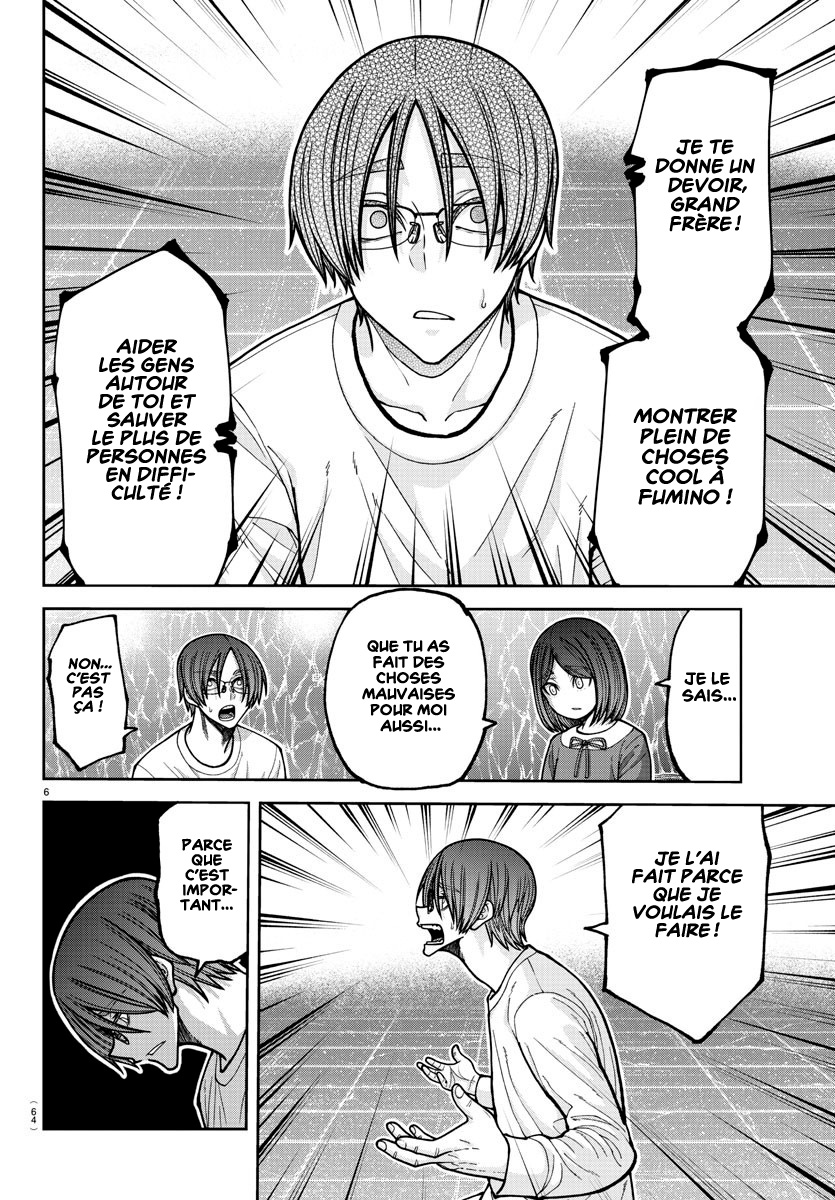 JE TE
DONNE UN
DEVOIR,
GRAND
FRÈRE !
MONTRER
PLEIN DE
CHOSES
COOL À
FUMINO !
AIDER
LES GENS
AUTOUR
DE TOI ET
SAUVER
LE PLUS DE
PERSONNES
EN DIFFI-
CULTÉ !
JE LE
SAIS...
QUE TU AS
FAIT DES
CHOSES
MAUVAISES
POUR MOI
AUSSI...
NON...
C'EST
PAS
ÇA !
6
JE L'AI
FAIT PARCE
QUE JE
VOULAIS LE
FAIRE !
PARCE
QUE
C'EST
IMPOR-
TANT...
(64)